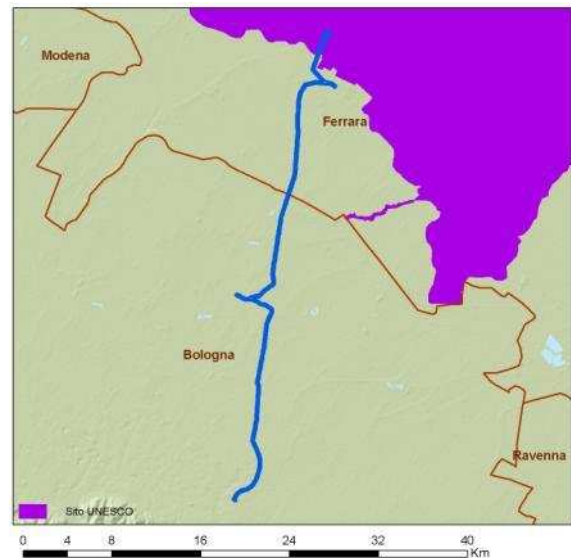 Modena
Ferrara
Bologna
Ravenna
Sito UNESCO
0 4 8 16 24 32 40
Km